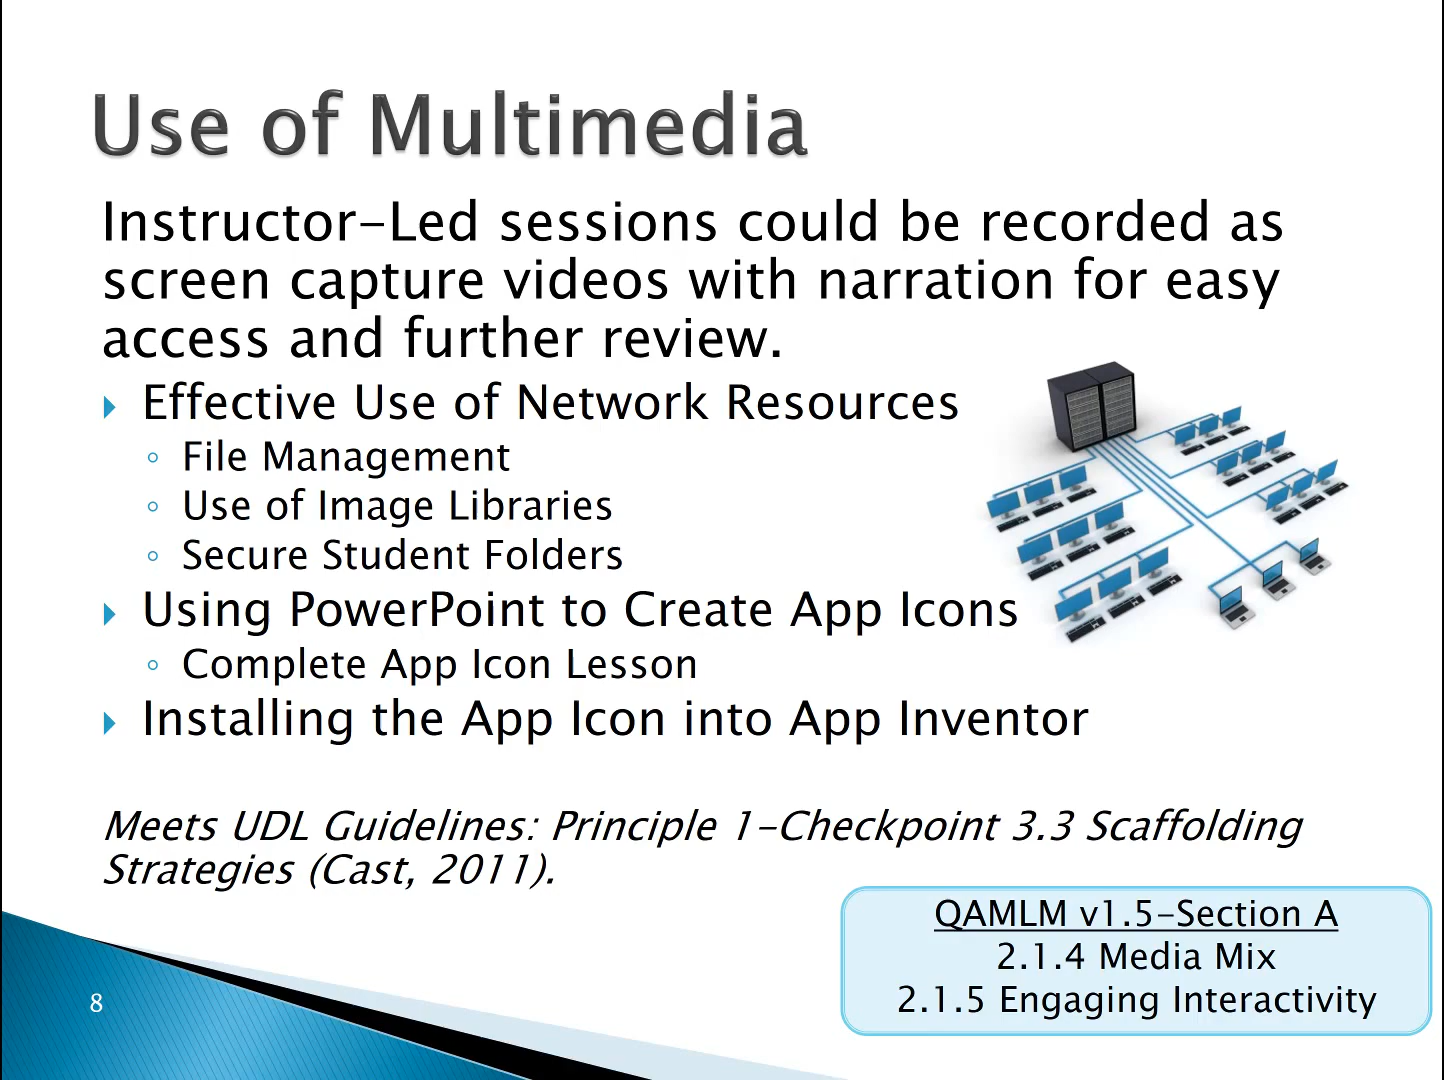 Use of Multimedia
Instructor-Led sessions could be recorded as
screen capture videos with narration for easy
access and further review.
Effective Use of Network Resources
File Management
Use of Image Libraries
Secure Student Folders
Using PowerPoint to Create App Icons
Complete App Icon Lesson
Installing the App Icon into App Inventor
Meets UDL Guidelines: Principle 1-Checkpoint 3.3 Scaffolding
Strategies (Cast, 2011).
QAMLM v1.5-Section A
2.1.4 Media Mix
2.1.5 Engaging Interactivity
8